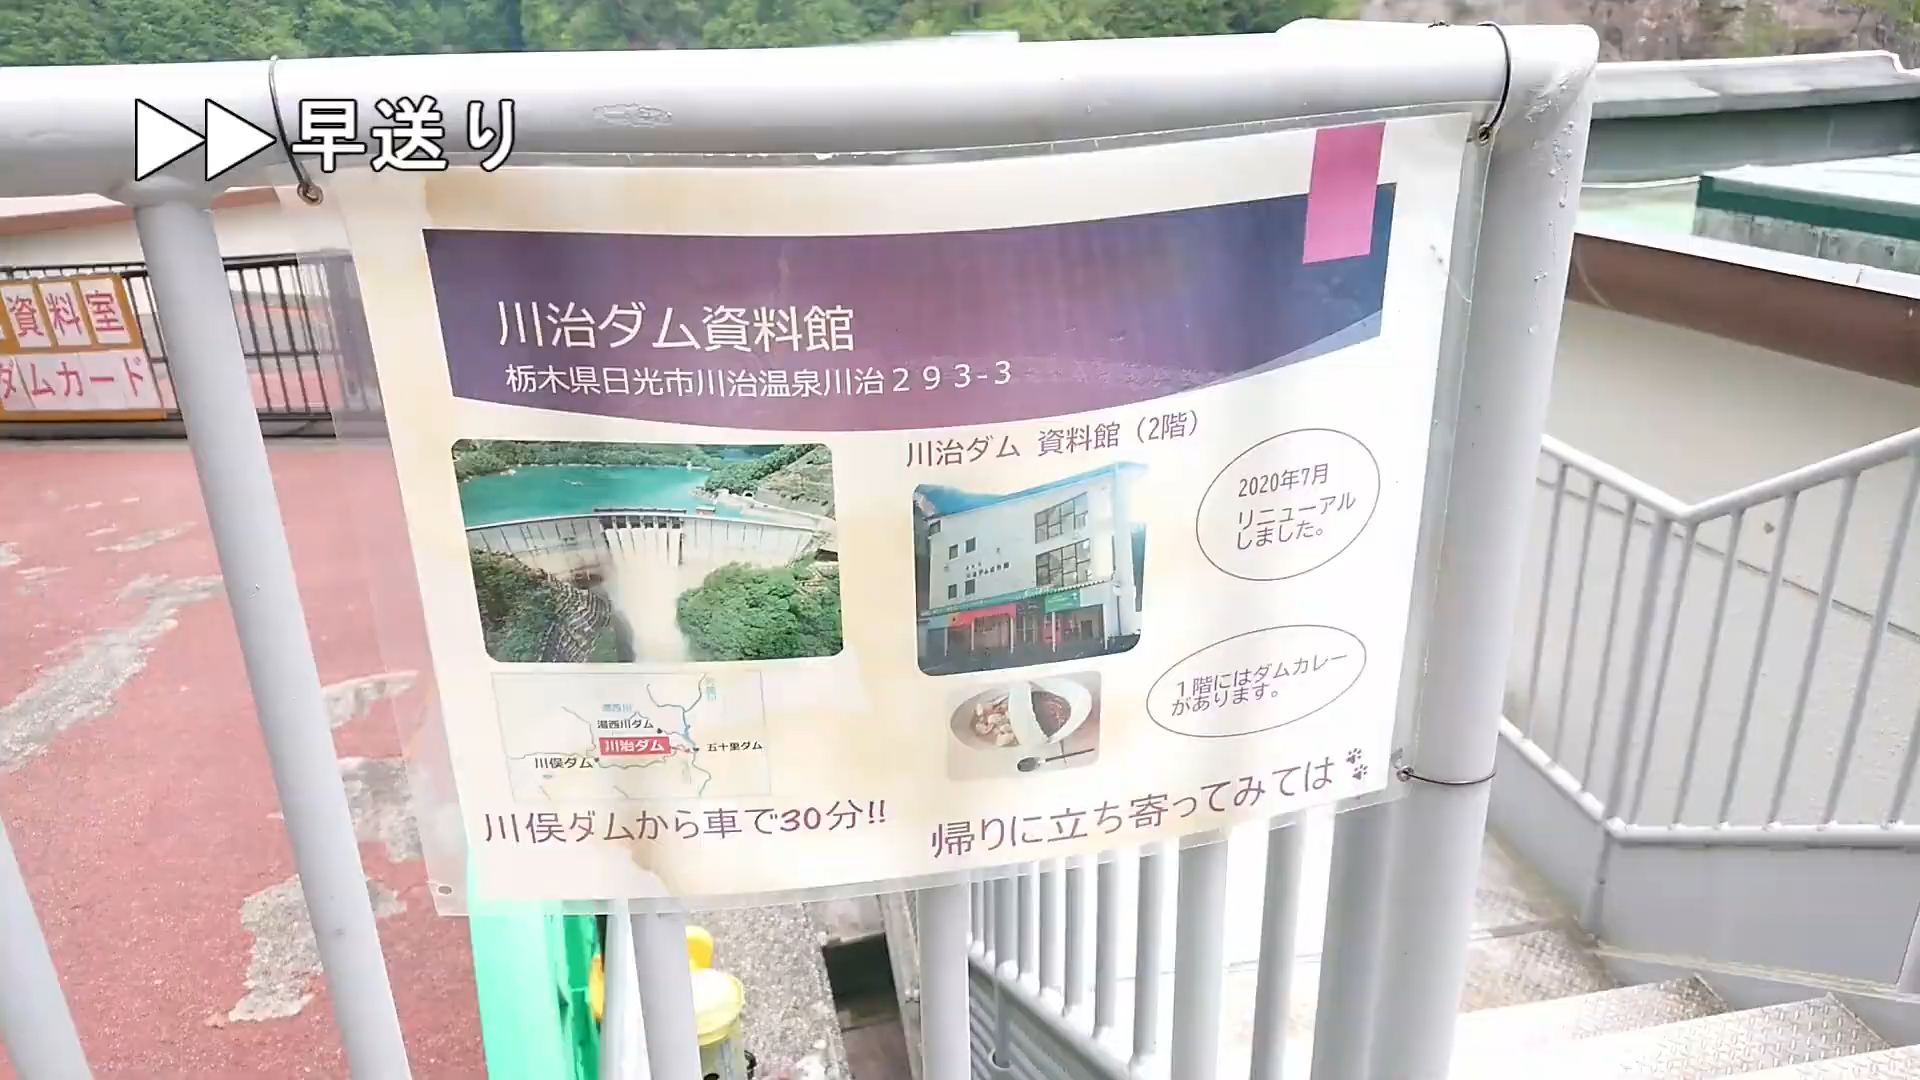 早送り
資料室
ダムカード
川治ダム資料館
栃木県日光市川治温泉川治２９３-３
川治ダム 資料館（2階）
2020年7月
リニューアル
しました。
１階にはダムカレー
があります。
湯西川
湯西川ダム
川治ダム
五十里ダム
川俣ダム
川俣ダムから車で30分!!
帰りに立ち寄ってみては